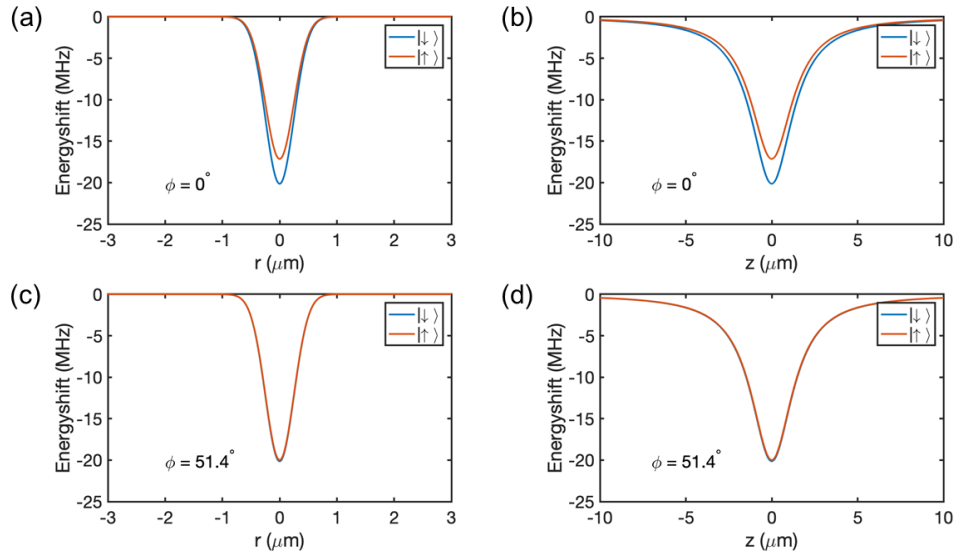 (a)
0
-5
-10
-15
-20
-25
Energyshift (MHz)
|↓⟩
|↑⟩
ϕ = 0°
-3 -2 -1 0 1 2 3
r (μm)
(b)
0
-5
-10
-15
-20
-25
Energyshift (MHz)
|↓⟩
|↑⟩
ϕ = 0°
-10 -5 0 5 10
z (μm)
(c)
0
-5
-10
-15
-20
-25
Energyshift (MHz)
|↓⟩
|↑⟩
ϕ = 51.4°
-3 -2 -1 0 1 2 3
r (μm)
(d)
0
-5
-10
-15
-20
-25
Energyshift (MHz)
|↓⟩
|↑⟩
ϕ = 51.4°
-10 -5 0 5 10
z (μm)